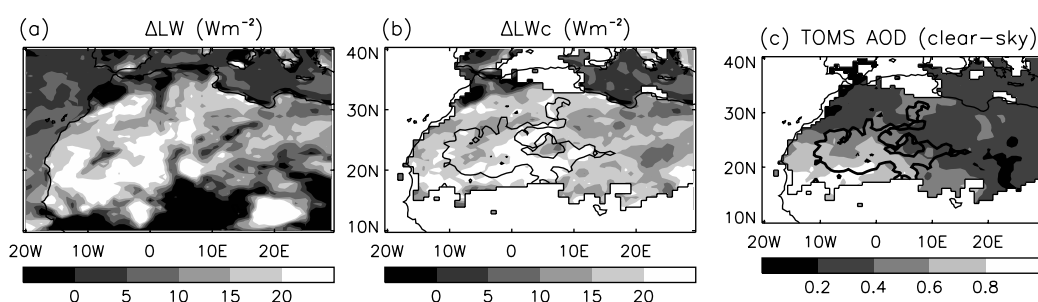 (a) ΔLW (Wm−2)
20W 10W 0 10E 20E
0 5 10 15 20
(b) ΔLWc (Wm−2)
40N
30N
20N
10N
20W 10W 0 10E 20E
0 5 10 15 20
(c) TOMS AOD (clear−sky)
40N
30N
20N
10N
20W 10W 0 10E 20E
0.2 0.4 0.6 0.8